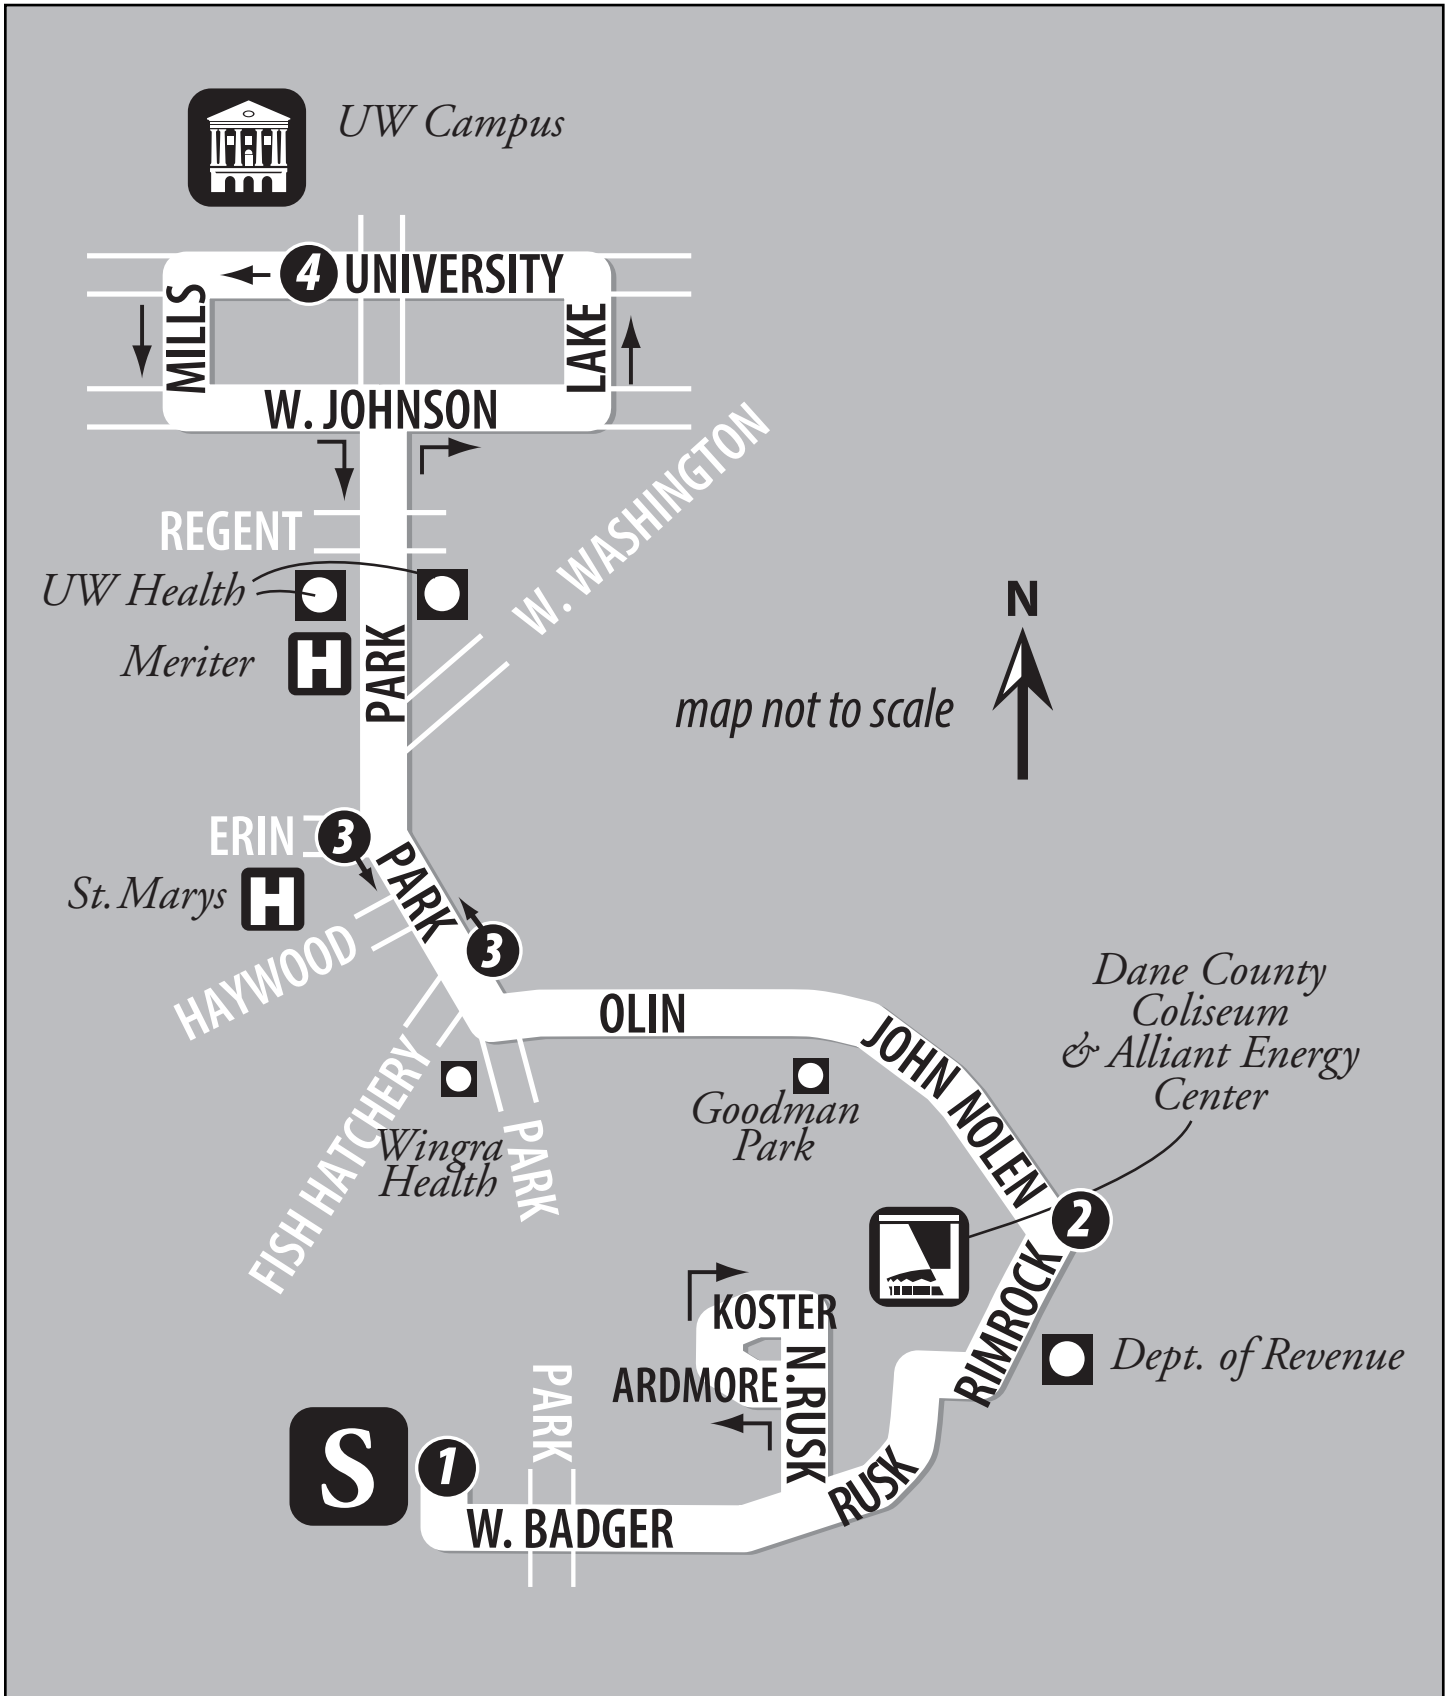 UW Campus
4
UNIVERSITY
MILLS
LAKE
W. JOHNSON
W. WASHINGTON
REGENT
UW Health
Meriter
H
PARK
N
map not to scale
ERIN
3
PARK
St. Marys
H
HAYWOOD
3
OLIN
JOHN NOLEN
Dane County
Coliseum
& Alliant Energy
Center
FISH HATCHERY
Wingra
Health
PARK
Goodman
Park
2
RIMROCK
KOSTER
ARDMORE
N.RUSK
Dept. of Revenue
PARK
S
1
RUSK
W. BADGER